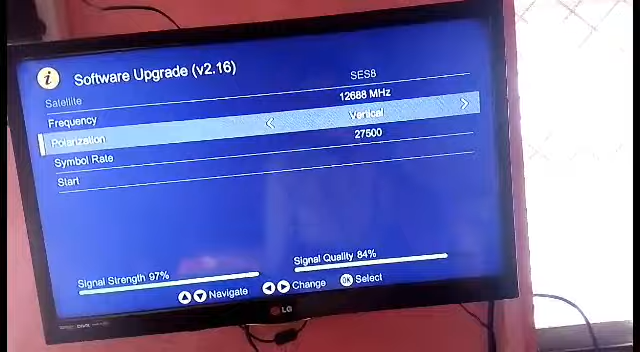 i Software Upgrade (v2.16)
Satellite SES8
Frequency 12688 MHz
Polarization < Vertical >
Symbol Rate 27500
Start
Signal Strength 97% Signal Quality 84%
Navigate Change OK Select
LG